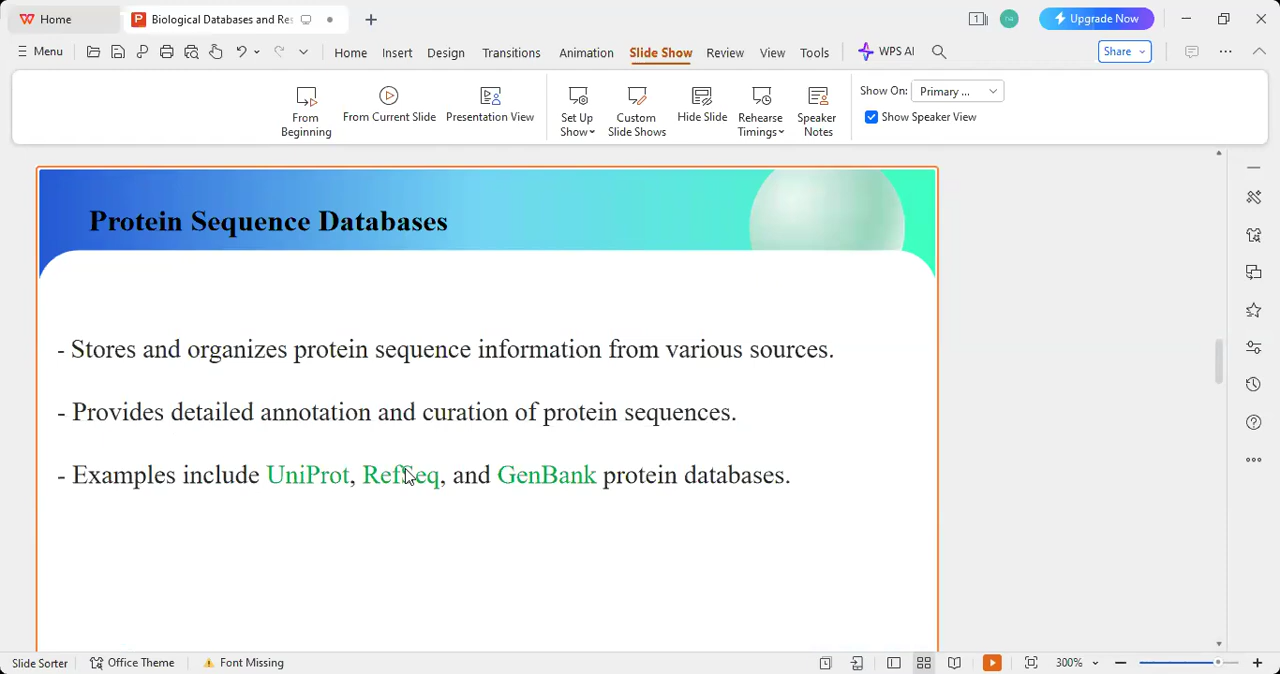 Home
Biological Databases and Res
1
na
Upgrade Now
Menu
Home Insert Design Transitions Animation Slide Show Review View Tools WPS AI
Share
From Beginning
From Current Slide
Presentation View
Set Up Show
Custom Slide Shows
Hide Slide
Rehearse Timings
Speaker Notes
Show On: Primary ...
Show Speaker View
Protein Sequence Databases
- Stores and organizes protein sequence information from various sources.
- Provides detailed annotation and curation of protein sequences.
- Examples include UniProt, RefSeq, and GenBank protein databases.
Slide Sorter Office Theme Font Missing 300%